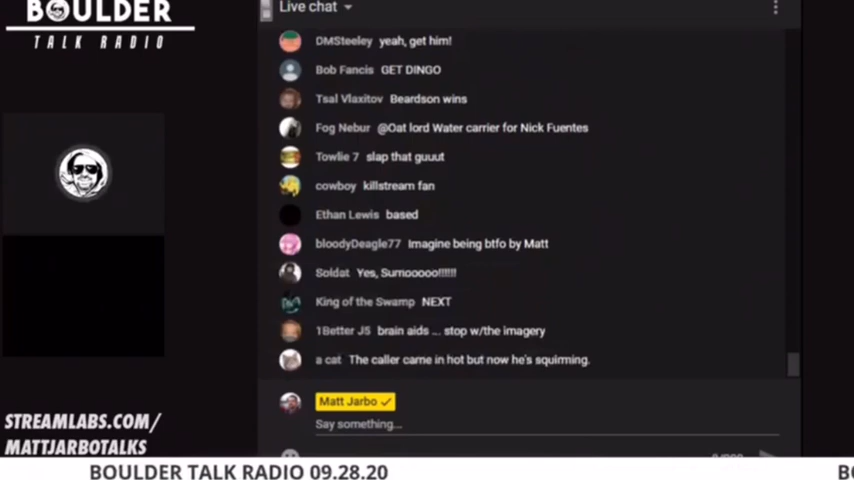 BOULDER
TALK RADIO
Live chat
DMSteeley yeah, get him!
Bob Fancis GET DINGO
Tsal Vlaxitov Beardson wins
Fog Nebur @Oat lord Water carrier for Nick Fuentes
Towlie 7 slap that guuut
cowboy killstream fan
Ethan Lewis based
bloodyDeagle77 Imagine being btfo by Matt
Soldat Yes, Sumooooo!!!!!!
King of the Swamp NEXT
1Better J5 brain aids ... stop w/the imagery
a cat The caller came in hot but now he's squirming.
Matt Jarbo
Say something...
STREAMLABS.COM/
MATTJARBOTALKS
BOULDER TALK RADIO 09.28.20
BO